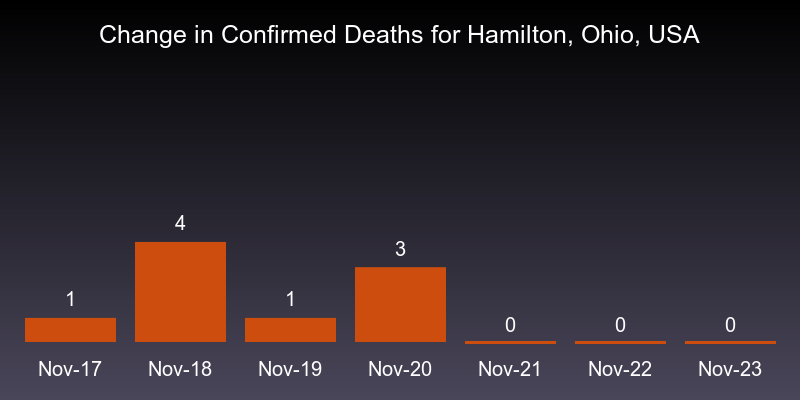 Change in Confirmed Deaths for Hamilton, Ohio, USA
4
3
1
1
0
0
0
Nov-17
Nov-18
Nov-19
Nov-20
Nov-21
Nov-22
Nov-23